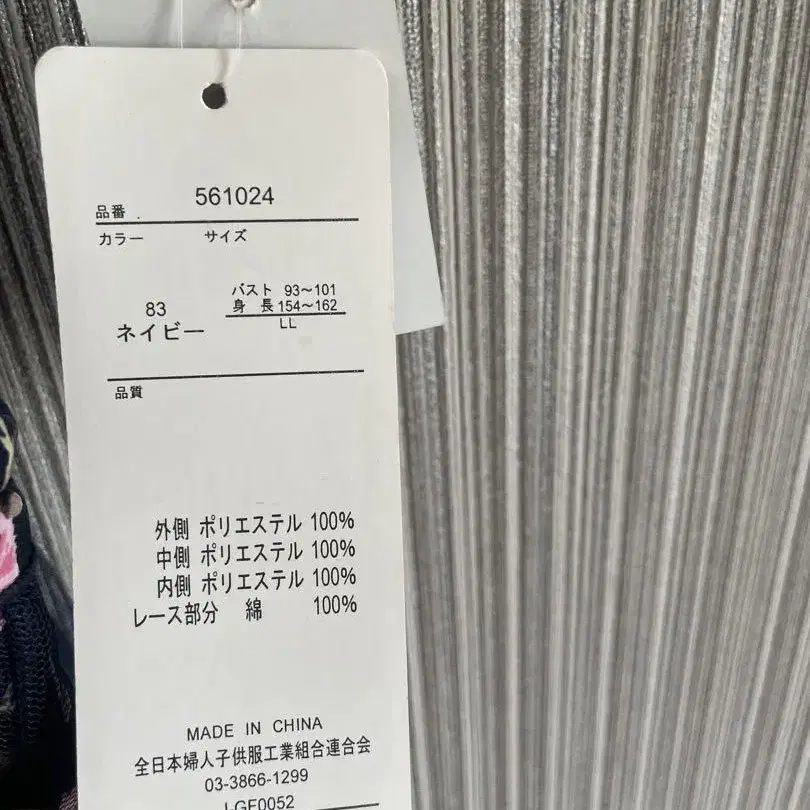 561024
品番 .
カラー サイズ
バスト 93～101
83 身 長 154～162
ネイビー LL
品質
外側 ポリエステル 100%
中側 ポリエステル 100%
内側 ポリエステル 100%
レース部分 綿 100%
MADE IN CHINA
全日本婦人子供服工業組合連合会
03-3866-1299
J-GF0052